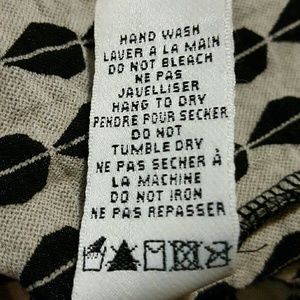 HAND WASH
LAVER A LA MAIN
DO NOT BLEACH
NE PAS
JAVELLISER
HANG TO DRY
PENDRE POUR SECKER
DO NOT
TUMBLE DRY
NE PAS SECHER À
LA MACHINE
DO NOT IRON
NE PAS REPASSER